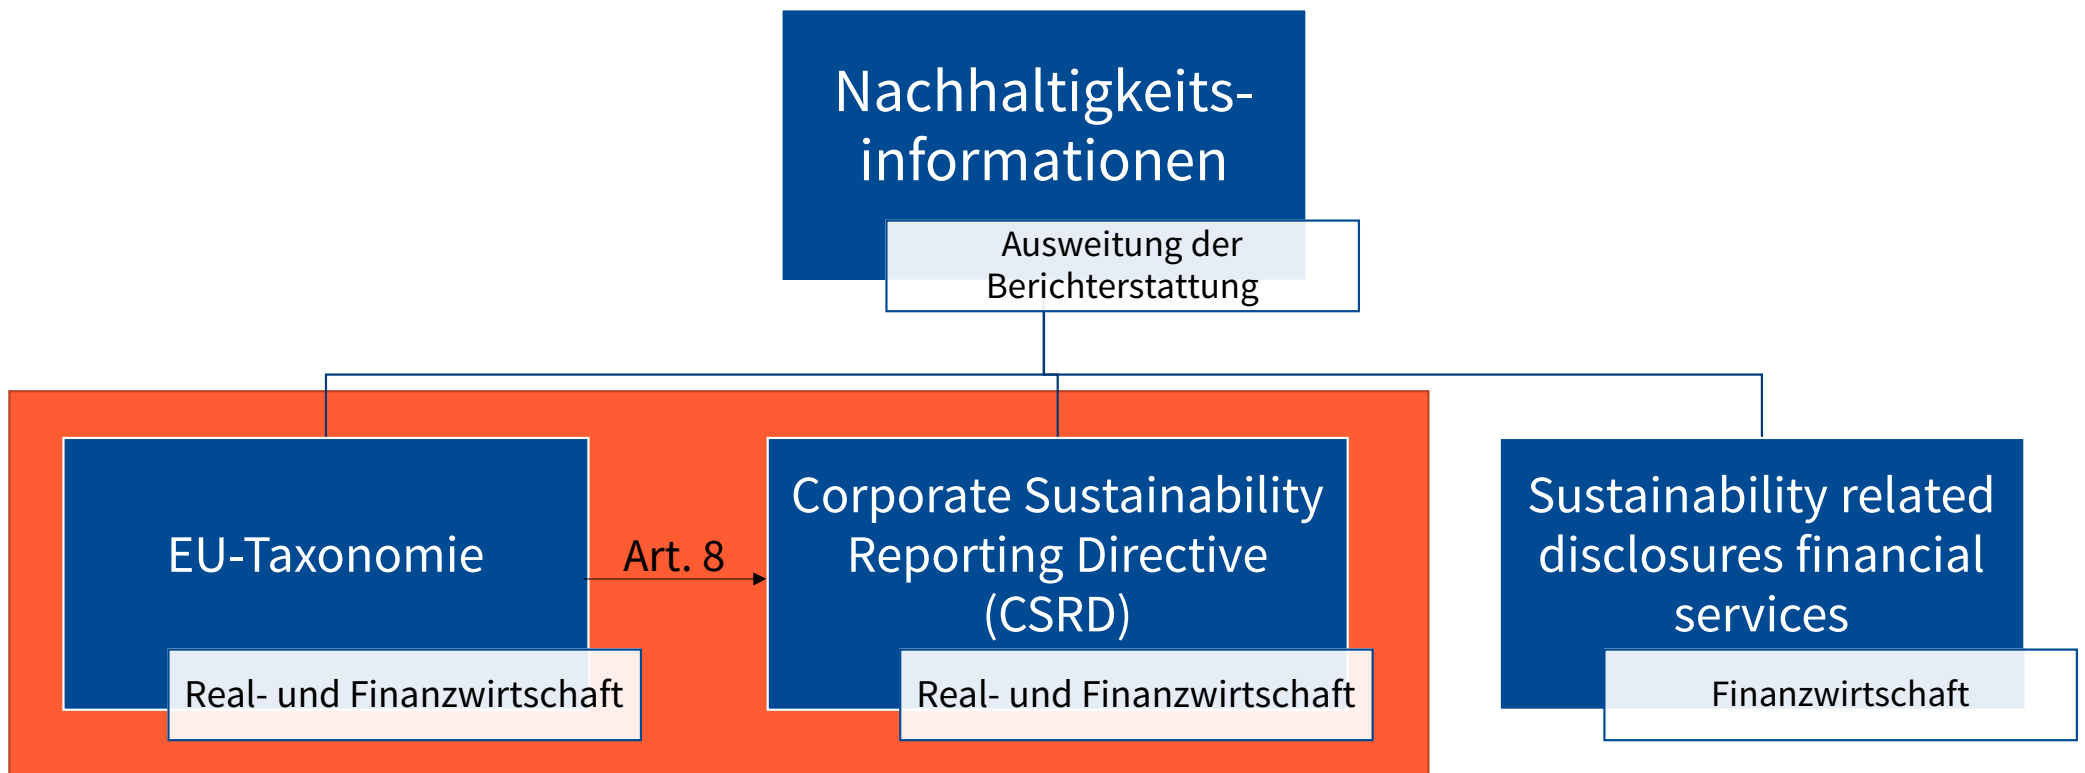 Nachhaltigkeits-
informationen
Ausweitung der
Berichterstattung
EU-Taxonomie
Real- und Finanzwirtschaft
Art. 8
Corporate Sustainability
Reporting Directive
(CSRD)
Real- und Finanzwirtschaft
Sustainability related
disclosures financial
services
Finanzwirtschaft